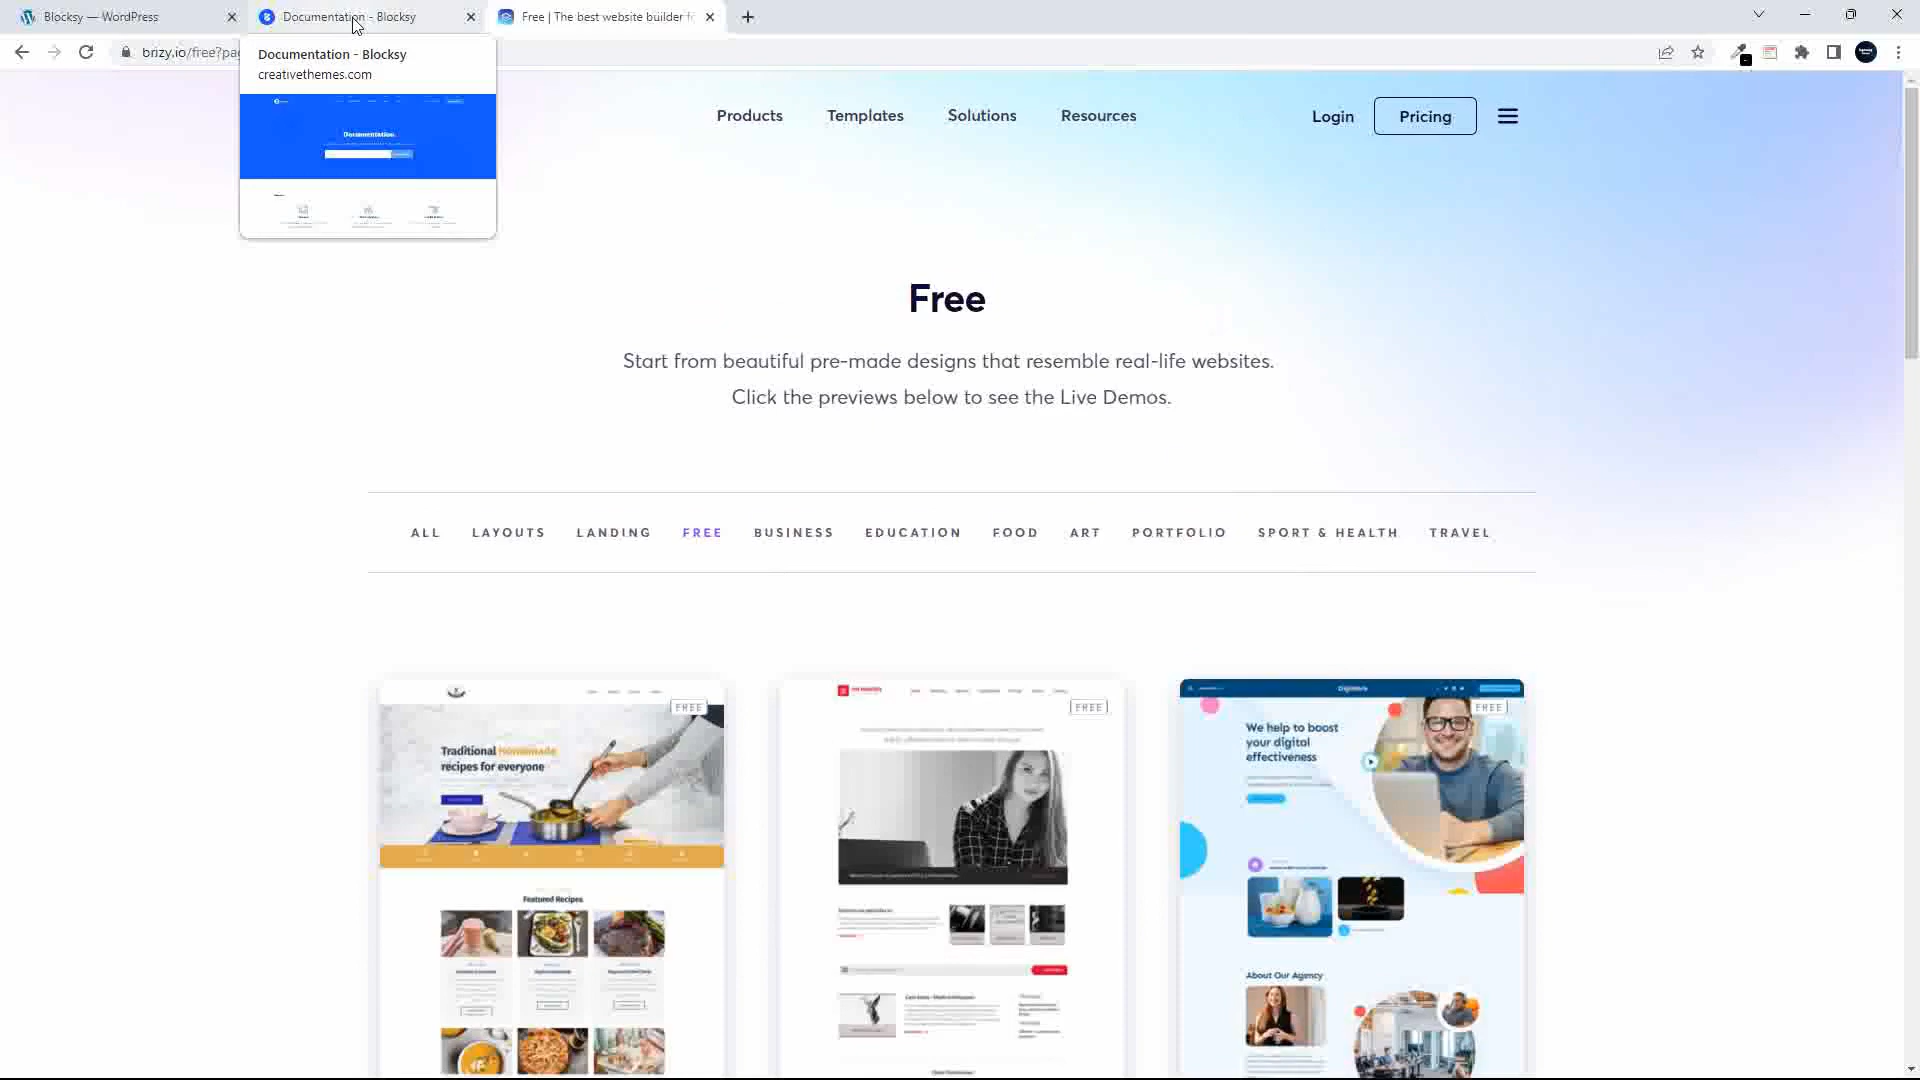 Blocksy — WordPress
Documentation - Blocksy
Free | The best website builder f
brizy.io/free?pa
Documentation - Blocksy
creativethemes.com
Documentation.
Products
Templates
Solutions
Resources
Login
Pricing
Free
Start from beautiful pre-made designs that resemble real-life websites.
Click the previews below to see the Live Demos.
ALL
LAYOUTS
LANDING
FREE
BUSINESS
EDUCATION
FOOD
ART
PORTFOLIO
SPORT & HEALTH
TRAVEL
FREE
Traditional Homemade
recipes for everyone
Featured Recipes
FREE
FREE
We help to boost
your digital
effectiveness
About Our Agency